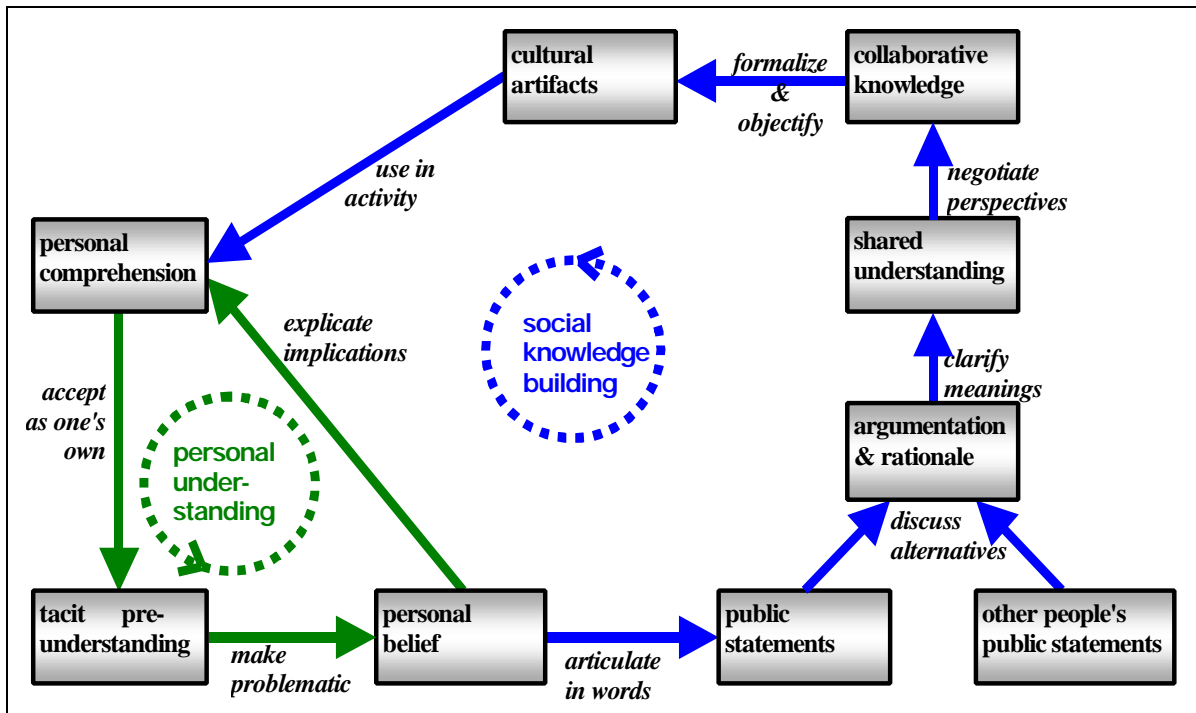 cultural
artifacts
formalize
&
objectify
collaborative
knowledge
use in
activity
negotiate
perspectives
personal
comprehension
shared
understanding
explicate
implications
social
knowledge
building
clarify
meanings
accept
as one's
own
personal
under-
standing
argumentation
& rationale
discuss
alternatives
tacit pre-
understanding
make
problematic
personal
belief
articulate
in words
public
statements
other people's
public statements